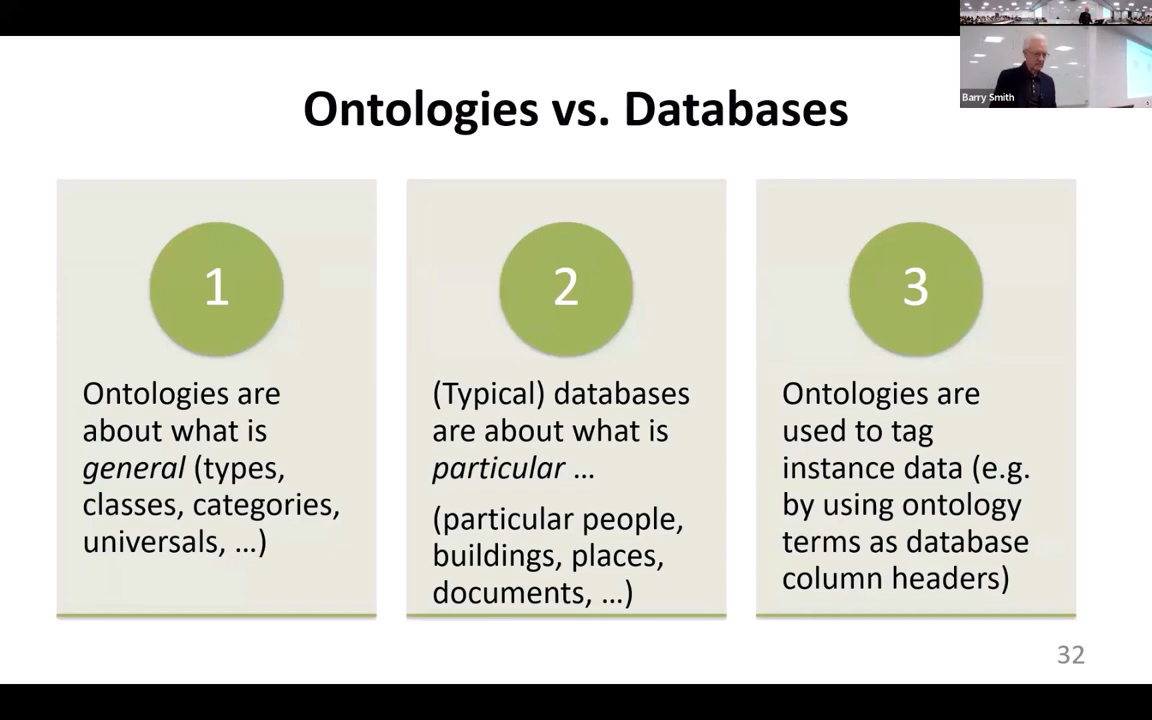 Barry Smith
Ontologies vs. Databases
1
Ontologies are
about what is
general (types,
classes, categories,
universals, …)
2
(Typical) databases
are about what is
particular …
(particular people,
buildings, places,
documents, …)
3
Ontologies are
used to tag
instance data (e.g.
by using ontology
terms as database
column headers)
32